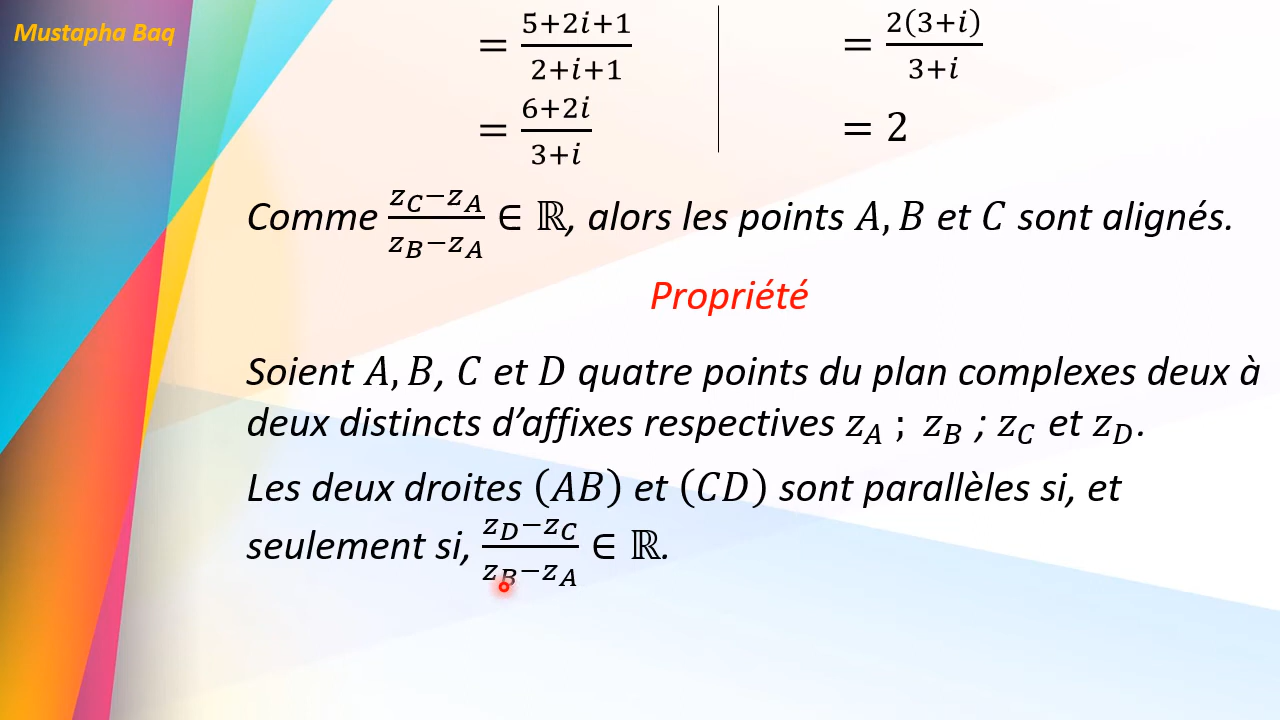 Mustapha Baq
= (5+2i+1)/(2+i+1)
= (6+2i)/(3+i)
= 2(3+i)/(3+i)
= 2
Comme (z_C−z_A)/(z_B−z_A) ∈ ℝ, alors les points A, B et C sont alignés.
Propriété
Soient A, B, C et D quatre points du plan complexes deux à
deux distincts d’affixes respectives z_A ; z_B ; z_C et z_D.
Les deux droites (AB) et (CD) sont parallèles si, et
seulement si, (z_D−z_C)/(z_B−z_A) ∈ ℝ.